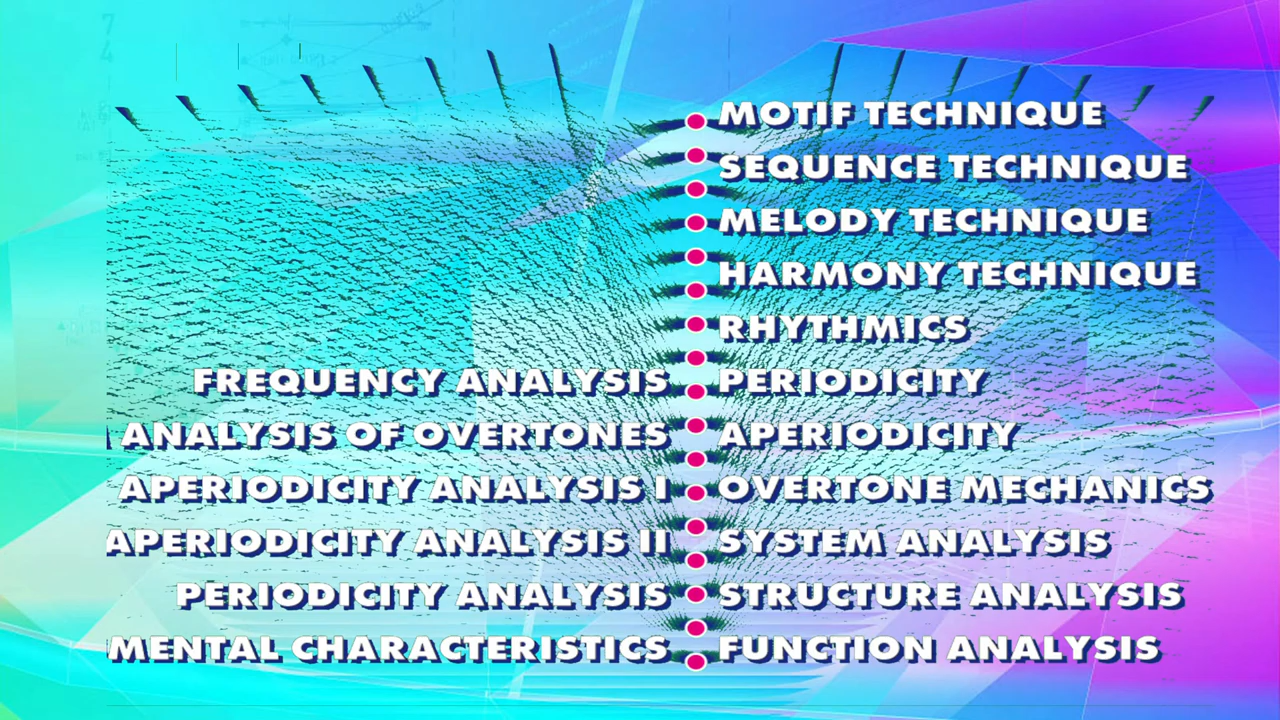 MOTIF TECHNIQUE
SEQUENCE TECHNIQUE
MELODY TECHNIQUE
HARMONY TECHNIQUE
RHYTHMICS
FREQUENCY ANALYSIS PERIODICITY
ANALYSIS OF OVERTONES APERIODICITY
APERIODICITY ANALYSIS I OVERTONE MECHANICS
APERIODICITY ANALYSIS II SYSTEM ANALYSIS
PERIODICITY ANALYSIS STRUCTURE ANALYSIS
MENTAL CHARACTERISTICS FUNCTION ANALYSIS